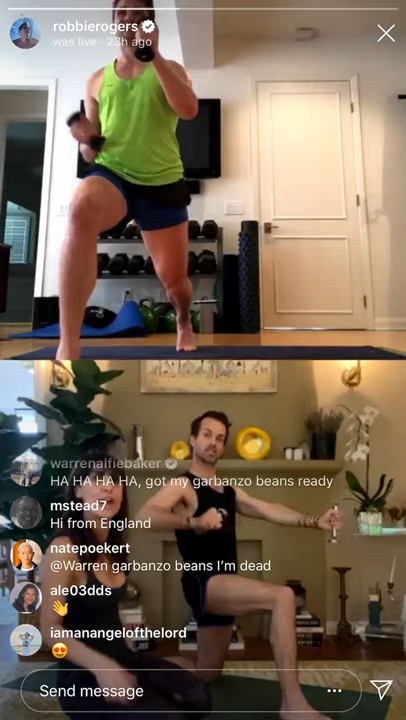 robbierogers
was live · 23h ago
warrenalfiebaker
HA HA HA HA, got my garbanzo beans ready
mstead7
Hi from England
natepoekert
@Warren garbanzo beans I'm dead
ale03dds
👋
iamanangelofthelord
😍
Send message